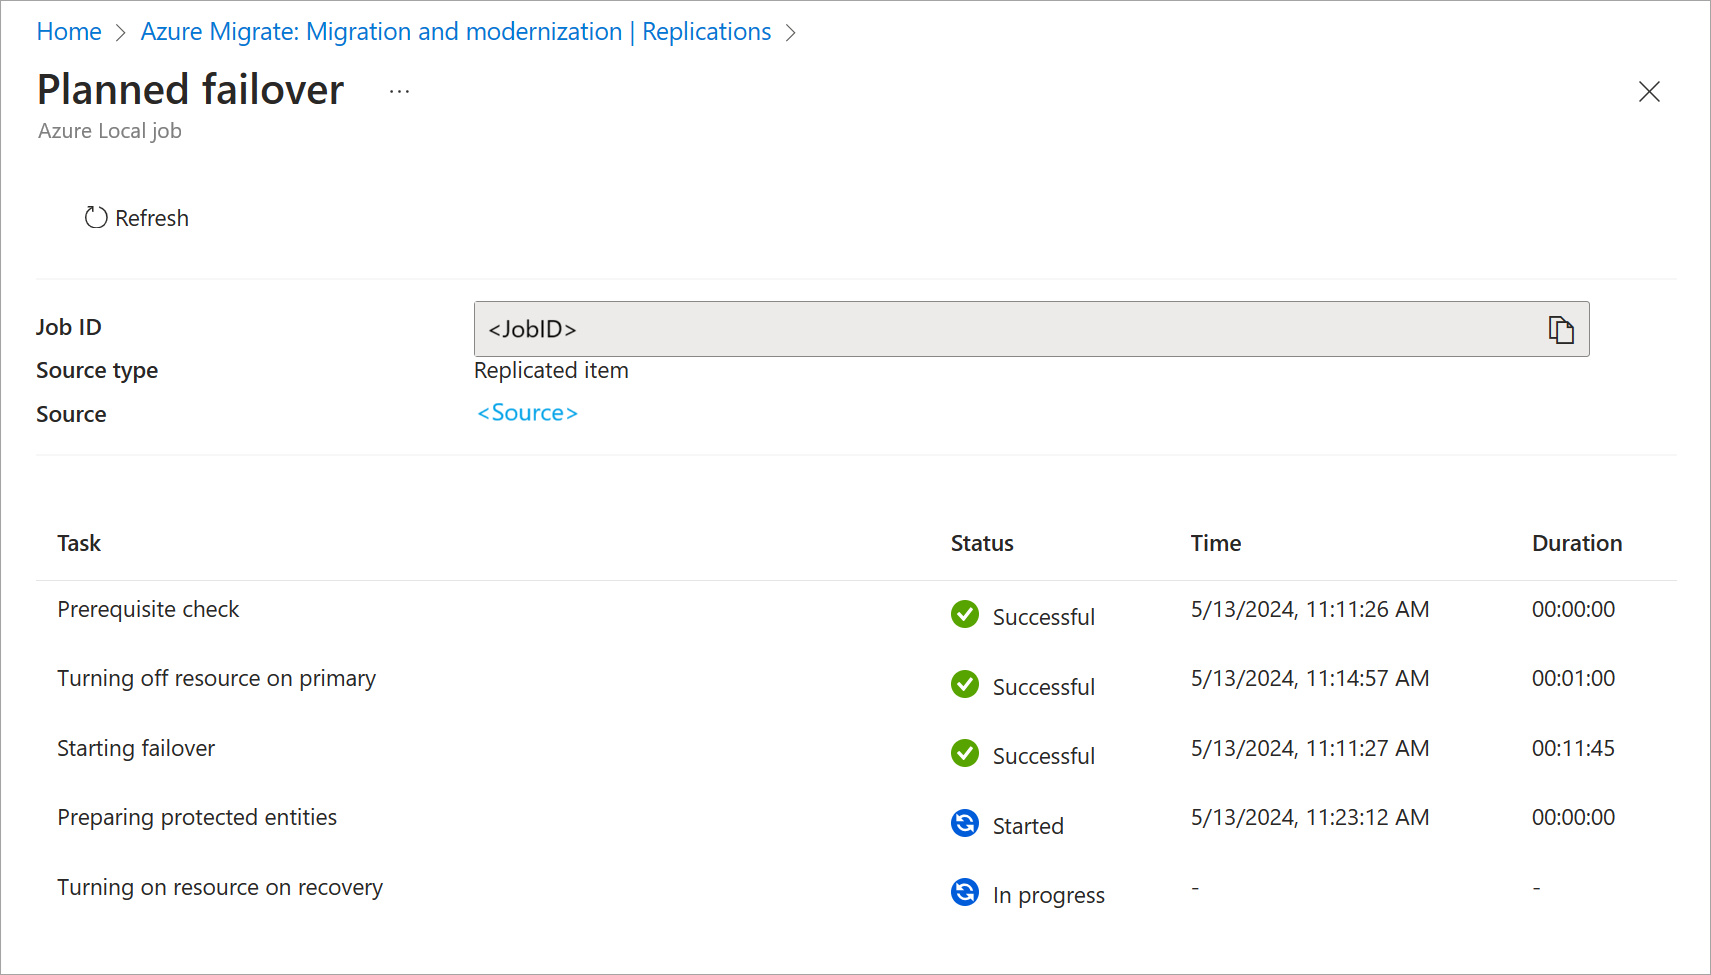 Home > Azure Migrate: Migration and modernization | Replications >
Planned failover ...
Azure Local job
Refresh
Job ID <JobID>
Source type Replicated item
Source <Source>
Task Status Time Duration
Prerequisite check Successful 5/13/2024, 11:11:26 AM 00:00:00
Turning off resource on primary Successful 5/13/2024, 11:14:57 AM 00:01:00
Starting failover Successful 5/13/2024, 11:11:27 AM 00:11:45
Preparing protected entities Started 5/13/2024, 11:23:12 AM 00:00:00
Turning on resource on recovery In progress - -